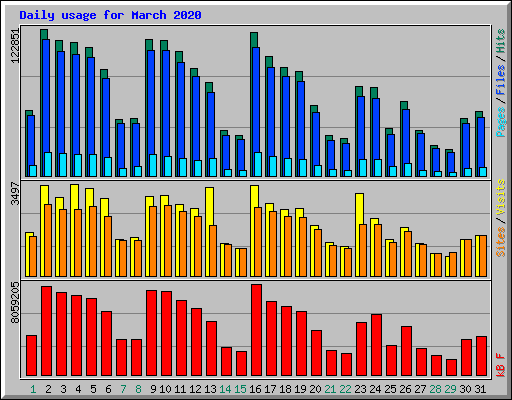 Daily usage for March 2020
122851
Pages / Files / Hits
3497
Sites / Visits
8059205
kB F
1 2 3 4 5 6 7 8 9 10 11 12 13 14 15 16 17 18 19 20 21 22 23 24 25 26 27 28 29 30 31